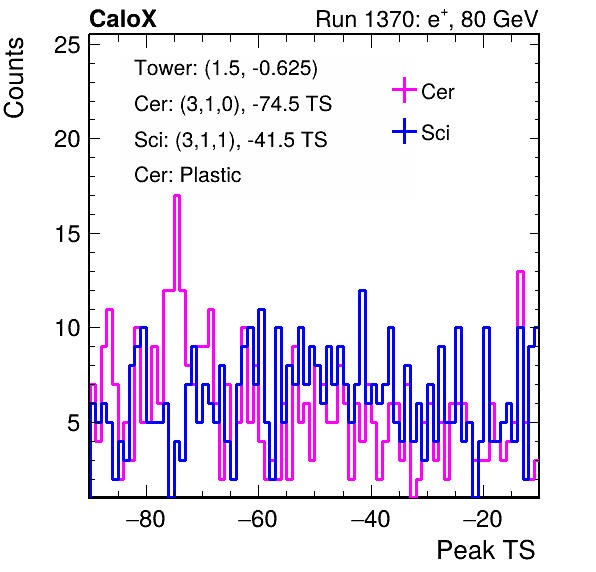 CaloX Run 1370: e⁺, 80 GeV
Counts
25
20
15
10
5
Tower: (1.5, -0.625)
Cer: (3,1,0), -74.5 TS
Sci: (3,1,1), -41.5 TS
Cer: Plastic
Cer
Sci
−80 −60 −40 −20
Peak TS